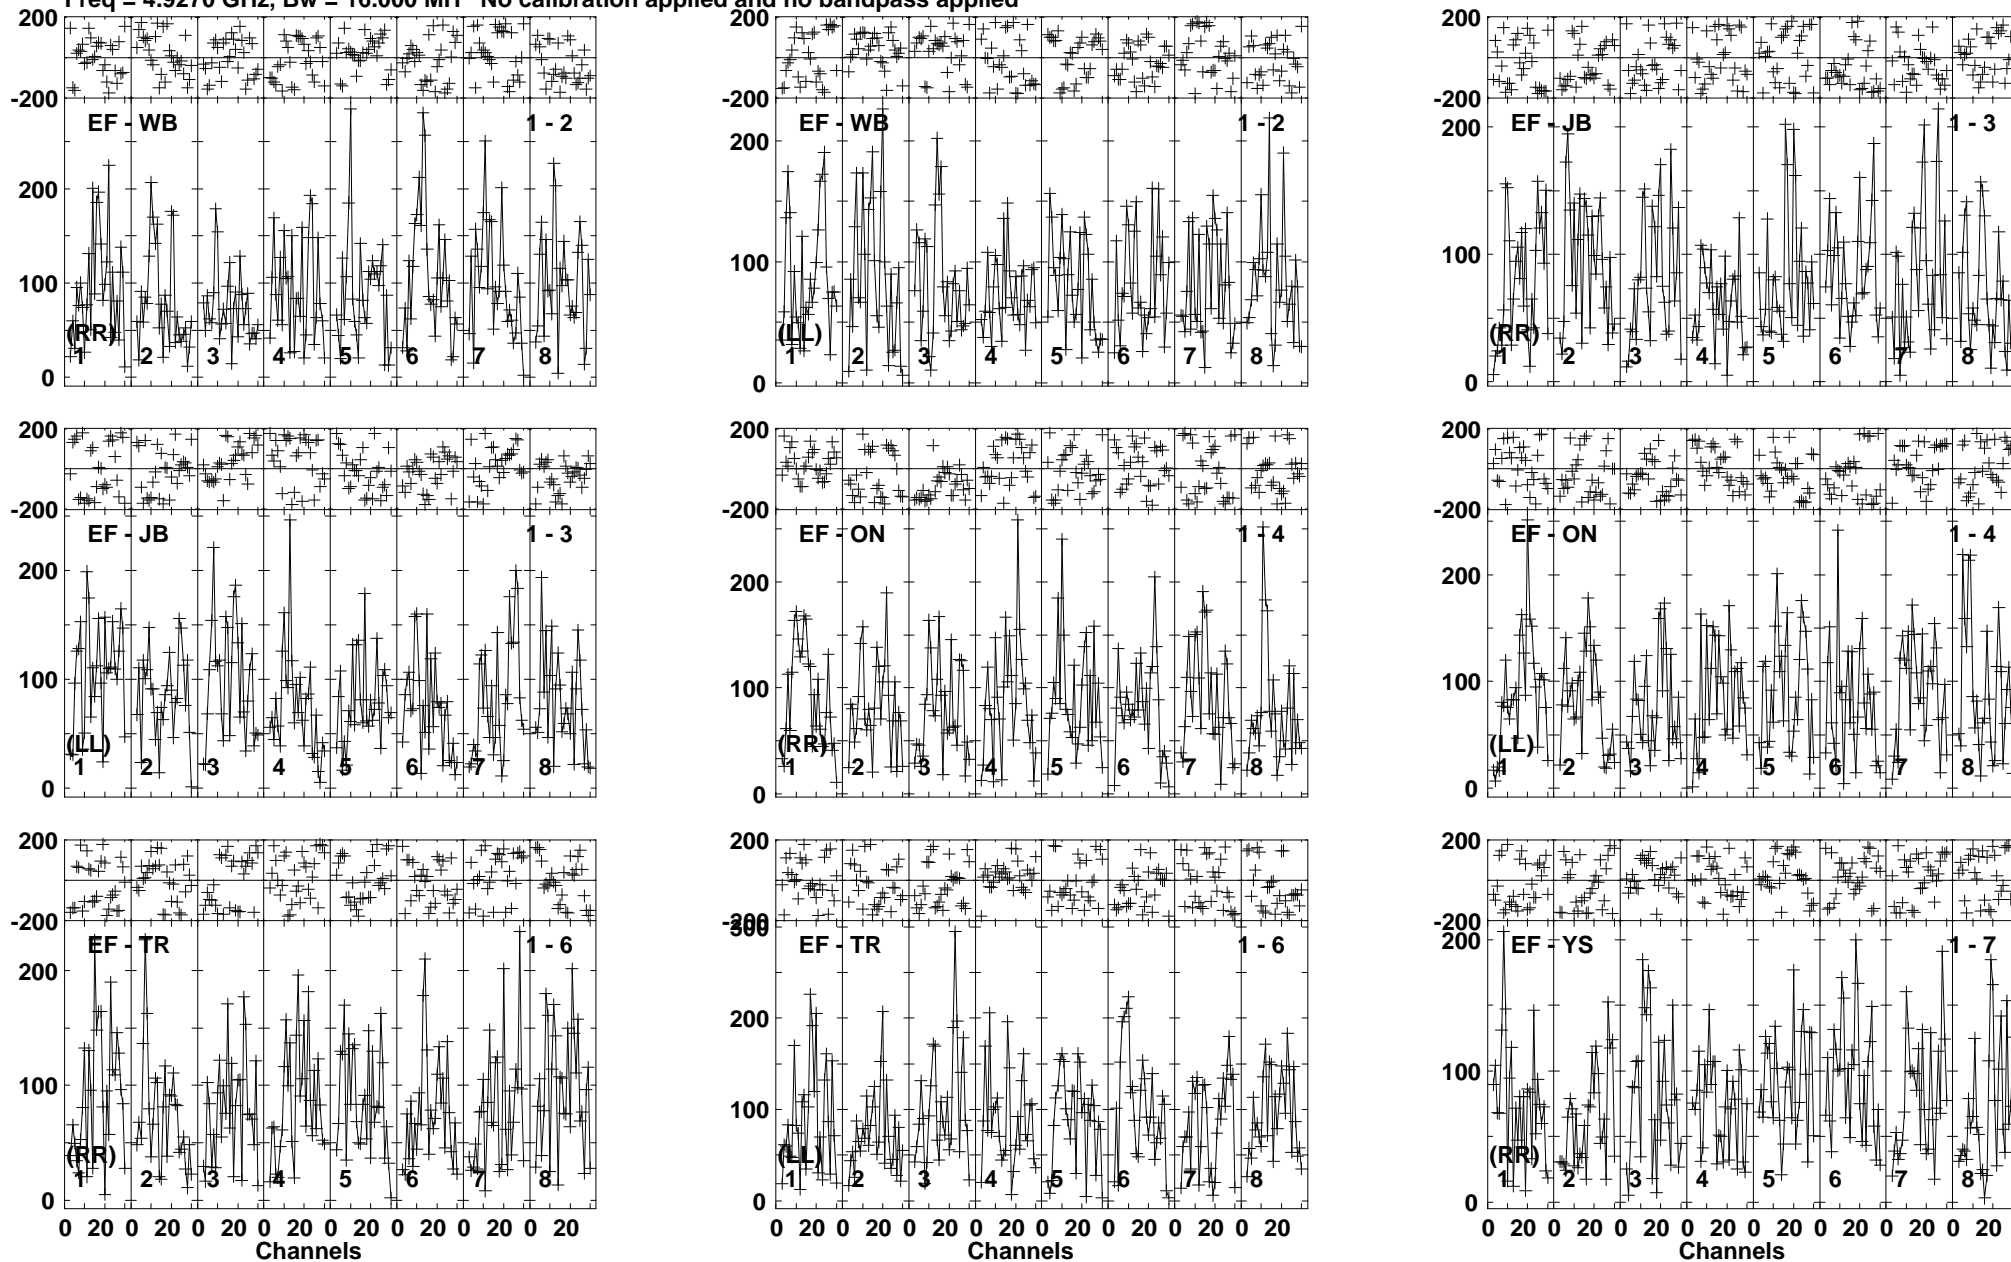 Freq = 4.9270 GHz, Bw = 16.000 MH No calibration applied and no bandpass applied
200 200 200
-200 -200 -200
EF - WB 1 - 2 EF - WB 1 - 2 EF - JB 1 - 3
200 200 200
100 100 100
(RR) (LL) (RR)
1 2 3 4 5 6 7 8 1 2 3 4 5 6 7 8 1 2 3 4 5 6 7 8
0 0 0
200 200 200
-200 -200 -200
EF - JB 1 - 3 EF - ON 1 - 4 EF - ON 1 - 4
200 200 200
100 100 100
(LL) (RR) (LL)
1 2 3 4 5 6 7 8 1 2 3 4 5 6 7 8 1 2 3 4 5 6 7 8
0 0 0
200 200 200
-200 -200 -200
300
EF - TR 1 - 6 EF - TR 1 - 6 EF - YS 1 - 7
200 200 200
100 100 100
(RR) (LL) (RR)
1 2 3 4 5 6 7 8 1 2 3 4 5 6 7 8 1 2 3 4 5 6 7 8
0 0 0
0 20 0 20 0 20 0 20 0 20 0 20 0 20 0 20 0 20 0 20 0 20 0 20 0 20 0 20 0 20 0 20 0 20 0 20 0 20 0 20 0 20 0 20 0 20 0 20
Channels Channels Channels